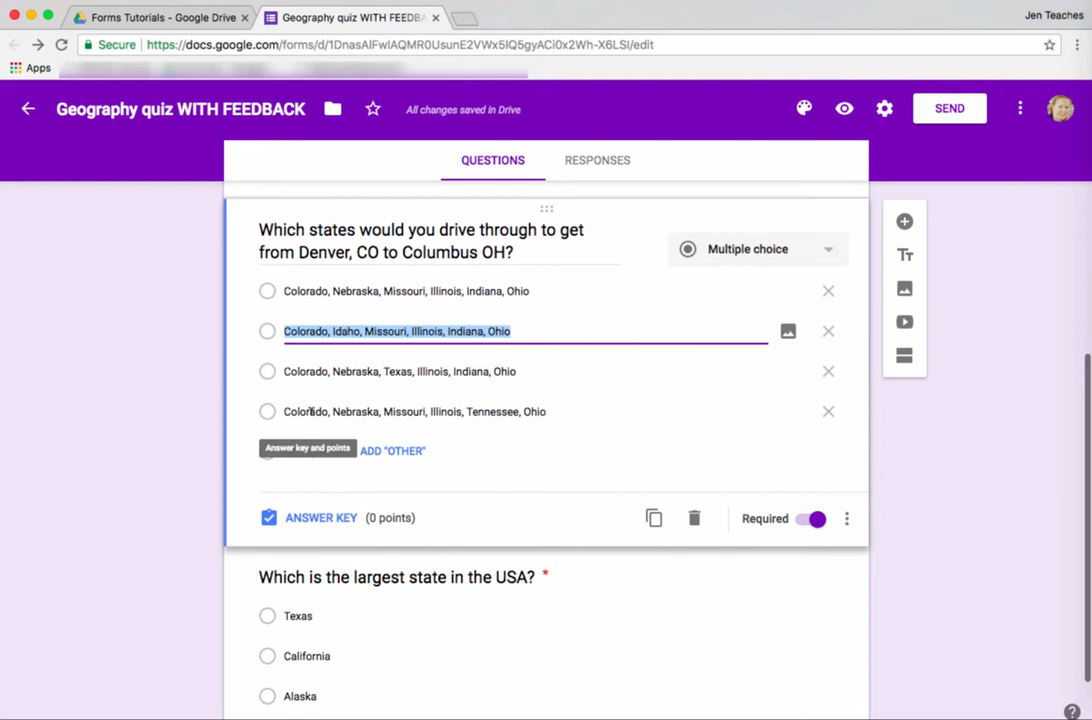 Forms Tutorials - Google Drive
Geography quiz WITH FEEDBA
Jen Teaches
Secure https://docs.google.com/forms/d/1DnasAIFwIAQMR0UsunE2VWx5IQ5gyACi0x2Wh-X6LSI/edit
Apps
Geography quiz WITH FEEDBACK
All changes saved in Drive
SEND
QUESTIONS
RESPONSES
Which states would you drive through to get
from Denver, CO to Columbus OH?
Multiple choice
Colorado, Nebraska, Missouri, Illinois, Indiana, Ohio
Colorado, Idaho, Missouri, Illinois, Indiana, Ohio
Colorado, Nebraska, Texas, Illinois, Indiana, Ohio
Colorado, Nebraska, Missouri, Illinois, Tennessee, Ohio
Answer key and points
ADD "OTHER"
ANSWER KEY (0 points)
Required
Which is the largest state in the USA? *
Texas
California
Alaska